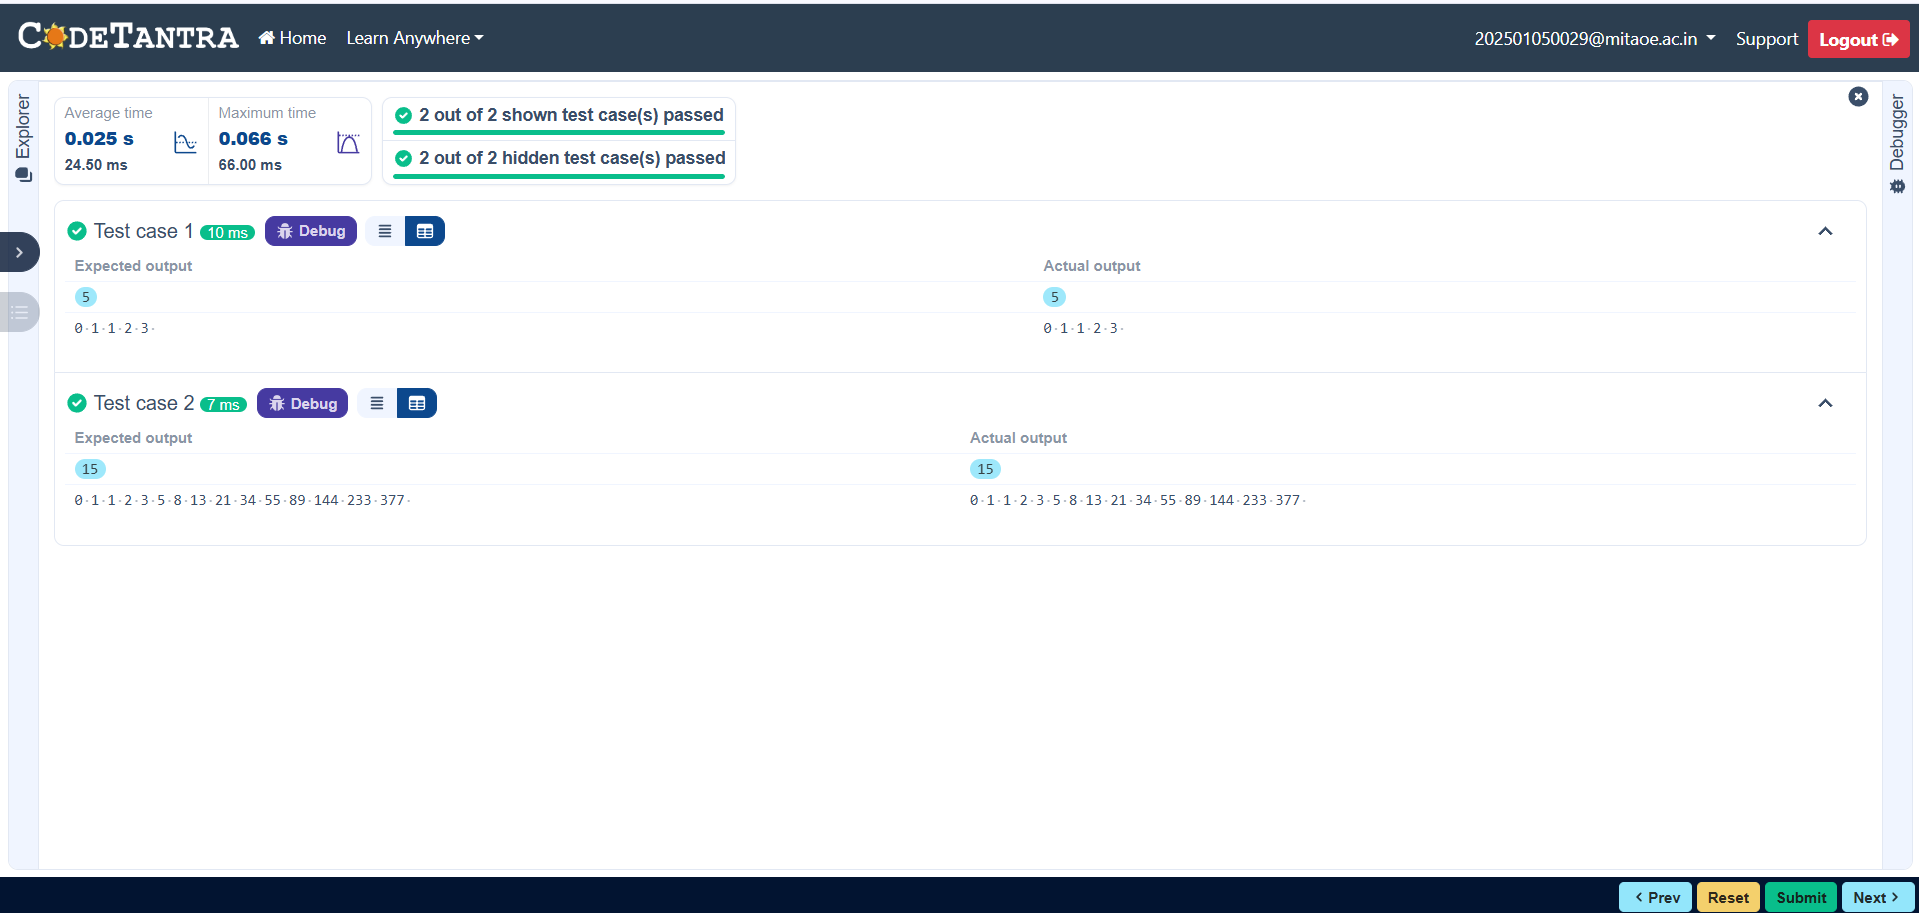 CODETANTRA Home Learn Anywhere 202501050029@mitaoe.ac.in Support Logout
Explorer
Average time
0.025 s
24.50 ms
Maximum time
0.066 s
66.00 ms
2 out of 2 shown test case(s) passed
2 out of 2 hidden test case(s) passed
Debugger
Test case 1 10 ms Debug
Expected output Actual output
5 5
0·1·1·2·3· 0·1·1·2·3·
Test case 2 7 ms Debug
Expected output Actual output
15 15
0·1·1·2·3·5·8·13·21·34·55·89·144·233·377· 0·1·1·2·3·5·8·13·21·34·55·89·144·233·377·
< Prev Reset Submit Next >